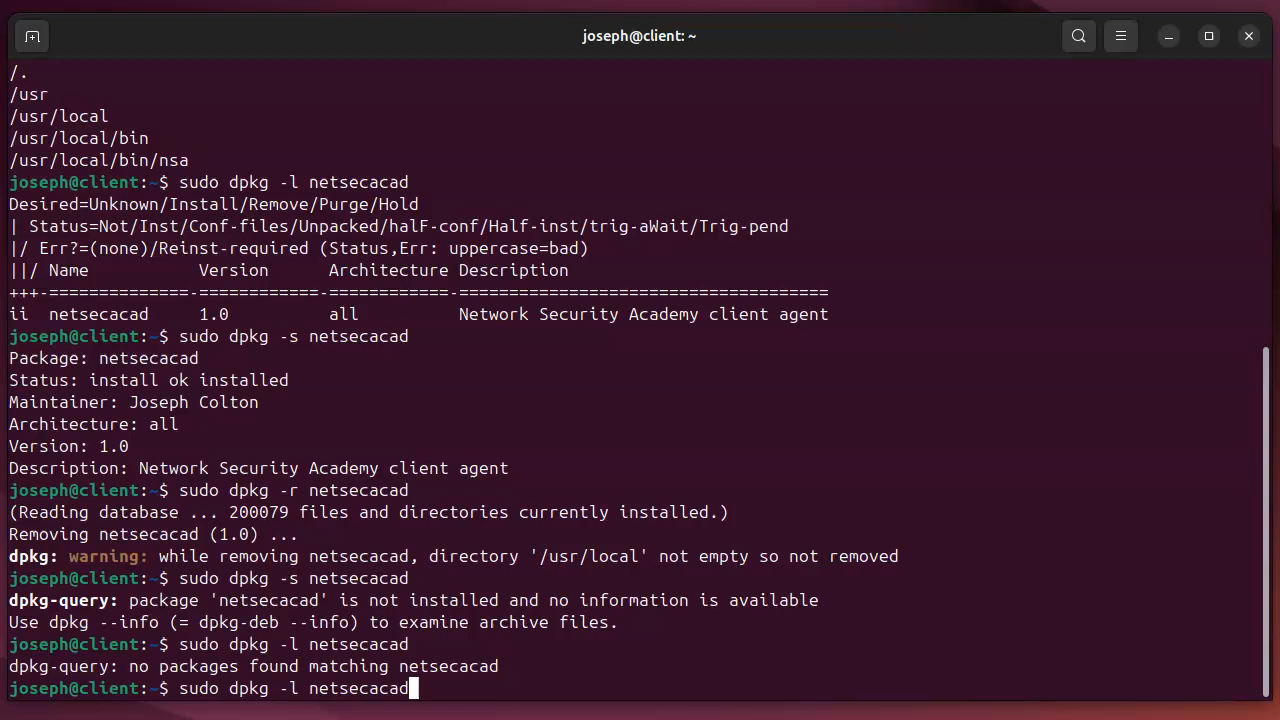 joseph@client: ~
/.
/usr
/usr/local
/usr/local/bin
/usr/local/bin/nsa
joseph@client:~$ sudo dpkg -l netsecacad
Desired=Unknown/Install/Remove/Purge/Hold
| Status=Not/Inst/Conf-files/Unpacked/halF-conf/Half-inst/trig-aWait/Trig-pend
|/ Err?=(none)/Reinst-required (Status,Err: uppercase=bad)
||/ Name           Version      Architecture Description
+++-==============-============-============-=====================================
ii  netsecacad     1.0          all          Network Security Academy client agent
joseph@client:~$ sudo dpkg -s netsecacad
Package: netsecacad
Status: install ok installed
Maintainer: Joseph Colton
Architecture: all
Version: 1.0
Description: Network Security Academy client agent
joseph@client:~$ sudo dpkg -r netsecacad
(Reading database ... 200079 files and directories currently installed.)
Removing netsecacad (1.0) ...
dpkg: warning: while removing netsecacad, directory '/usr/local' not empty so not removed
joseph@client:~$ sudo dpkg -s netsecacad
dpkg-query: package 'netsecacad' is not installed and no information is available
Use dpkg --info (= dpkg-deb --info) to examine archive files.
joseph@client:~$ sudo dpkg -l netsecacad
dpkg-query: no packages found matching netsecacad
joseph@client:~$ sudo dpkg -l netsecacad